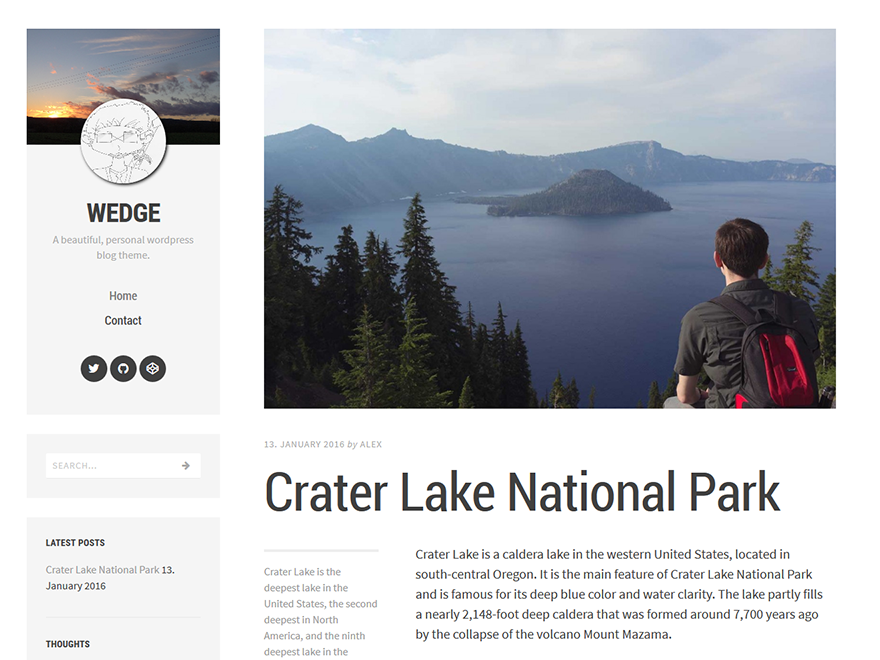 WEDGE
A beautiful, personal wordpress
blog theme.
Home
Contact
SEARCH...
LATEST POSTS
Crater Lake National Park 13.
January 2016
THOUGHTS
13. JANUARY 2016 by ALEX
Crater Lake National Park
Crater Lake is the
deepest lake in the
United States, the second
deepest in North
America, and the ninth
deepest lake in the
Crater Lake is a caldera lake in the western United States, located in
south-central Oregon. It is the main feature of Crater Lake National Park
and is famous for its deep blue color and water clarity. The lake partly fills
a nearly 2,148-foot deep caldera that was formed around 7,700 years ago
by the collapse of the volcano Mount Mazama.